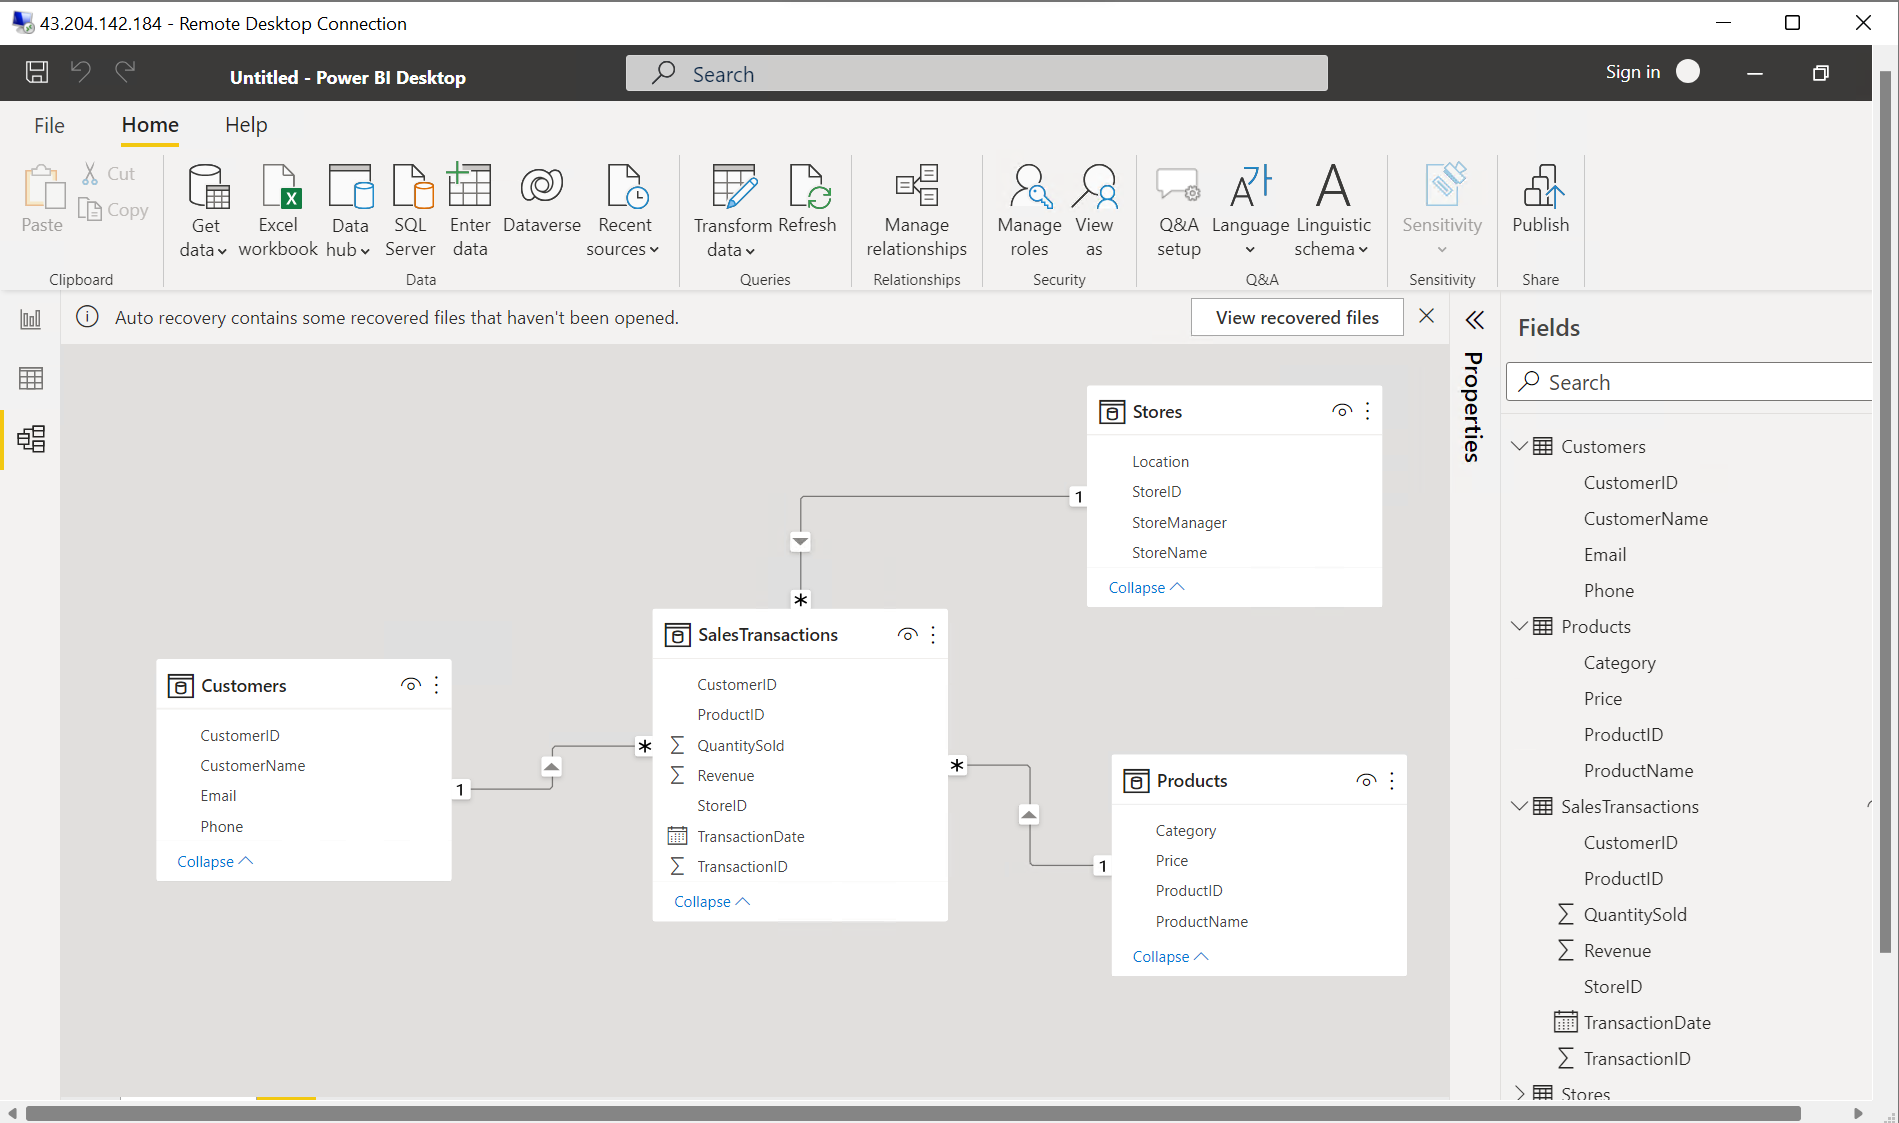 43.204.142.184 - Remote Desktop Connection
Untitled - Power BI Desktop
Search
Sign in
File
Home
Help
Paste
Cut
Copy
Clipboard
Get data
Excel workbook
Data hub
SQL Server
Enter data
Dataverse
Recent sources
Data
Transform data
Refresh
Queries
Manage relationships
Relationships
Manage roles
View as
Security
Q&A setup
Language
Linguistic schema
Q&A
Sensitivity
Sensitivity
Publish
Share
Auto recovery contains some recovered files that haven't been opened.
View recovered files
Stores
Location
StoreID
StoreManager
StoreName
Collapse
1
*
SalesTransactions
CustomerID
ProductID
QuantitySold
Revenue
StoreID
TransactionDate
TransactionID
Collapse
Customers
CustomerID
CustomerName
Email
Phone
Collapse
1
*
*
1
Products
Category
Price
ProductID
ProductName
Collapse
Properties
Fields
Search
Customers
CustomerID
CustomerName
Email
Phone
Products
Category
Price
ProductID
ProductName
SalesTransactions
CustomerID
ProductID
QuantitySold
Revenue
StoreID
TransactionDate
TransactionID
Stores